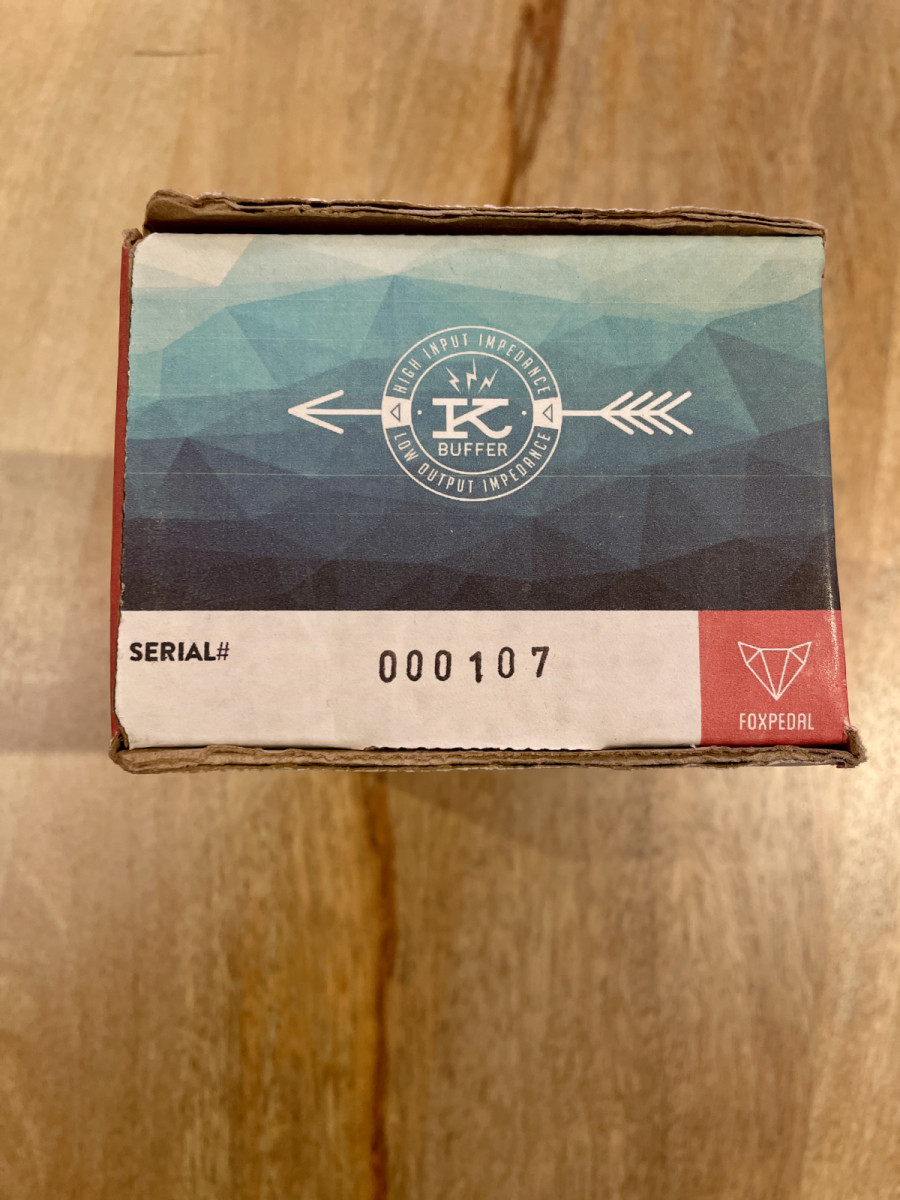 HIGH INPUT IMPEDANCE
K
BUFFER
LOW OUTPUT IMPEDANCE
SERIAL#
000107
FOXPEDAL